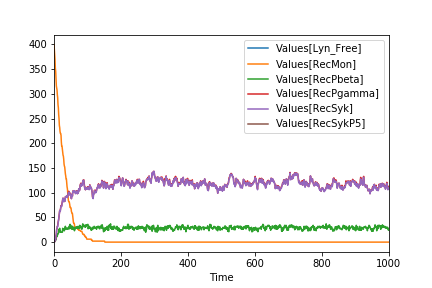 400
350
300
250
200
150
100
50
0
Values[Lyn_Free]
Values[RecMon]
Values[RecPbeta]
Values[RecPgamma]
Values[RecSyk]
Values[RecSykP5]
0 200 400 600 800 1000
Time